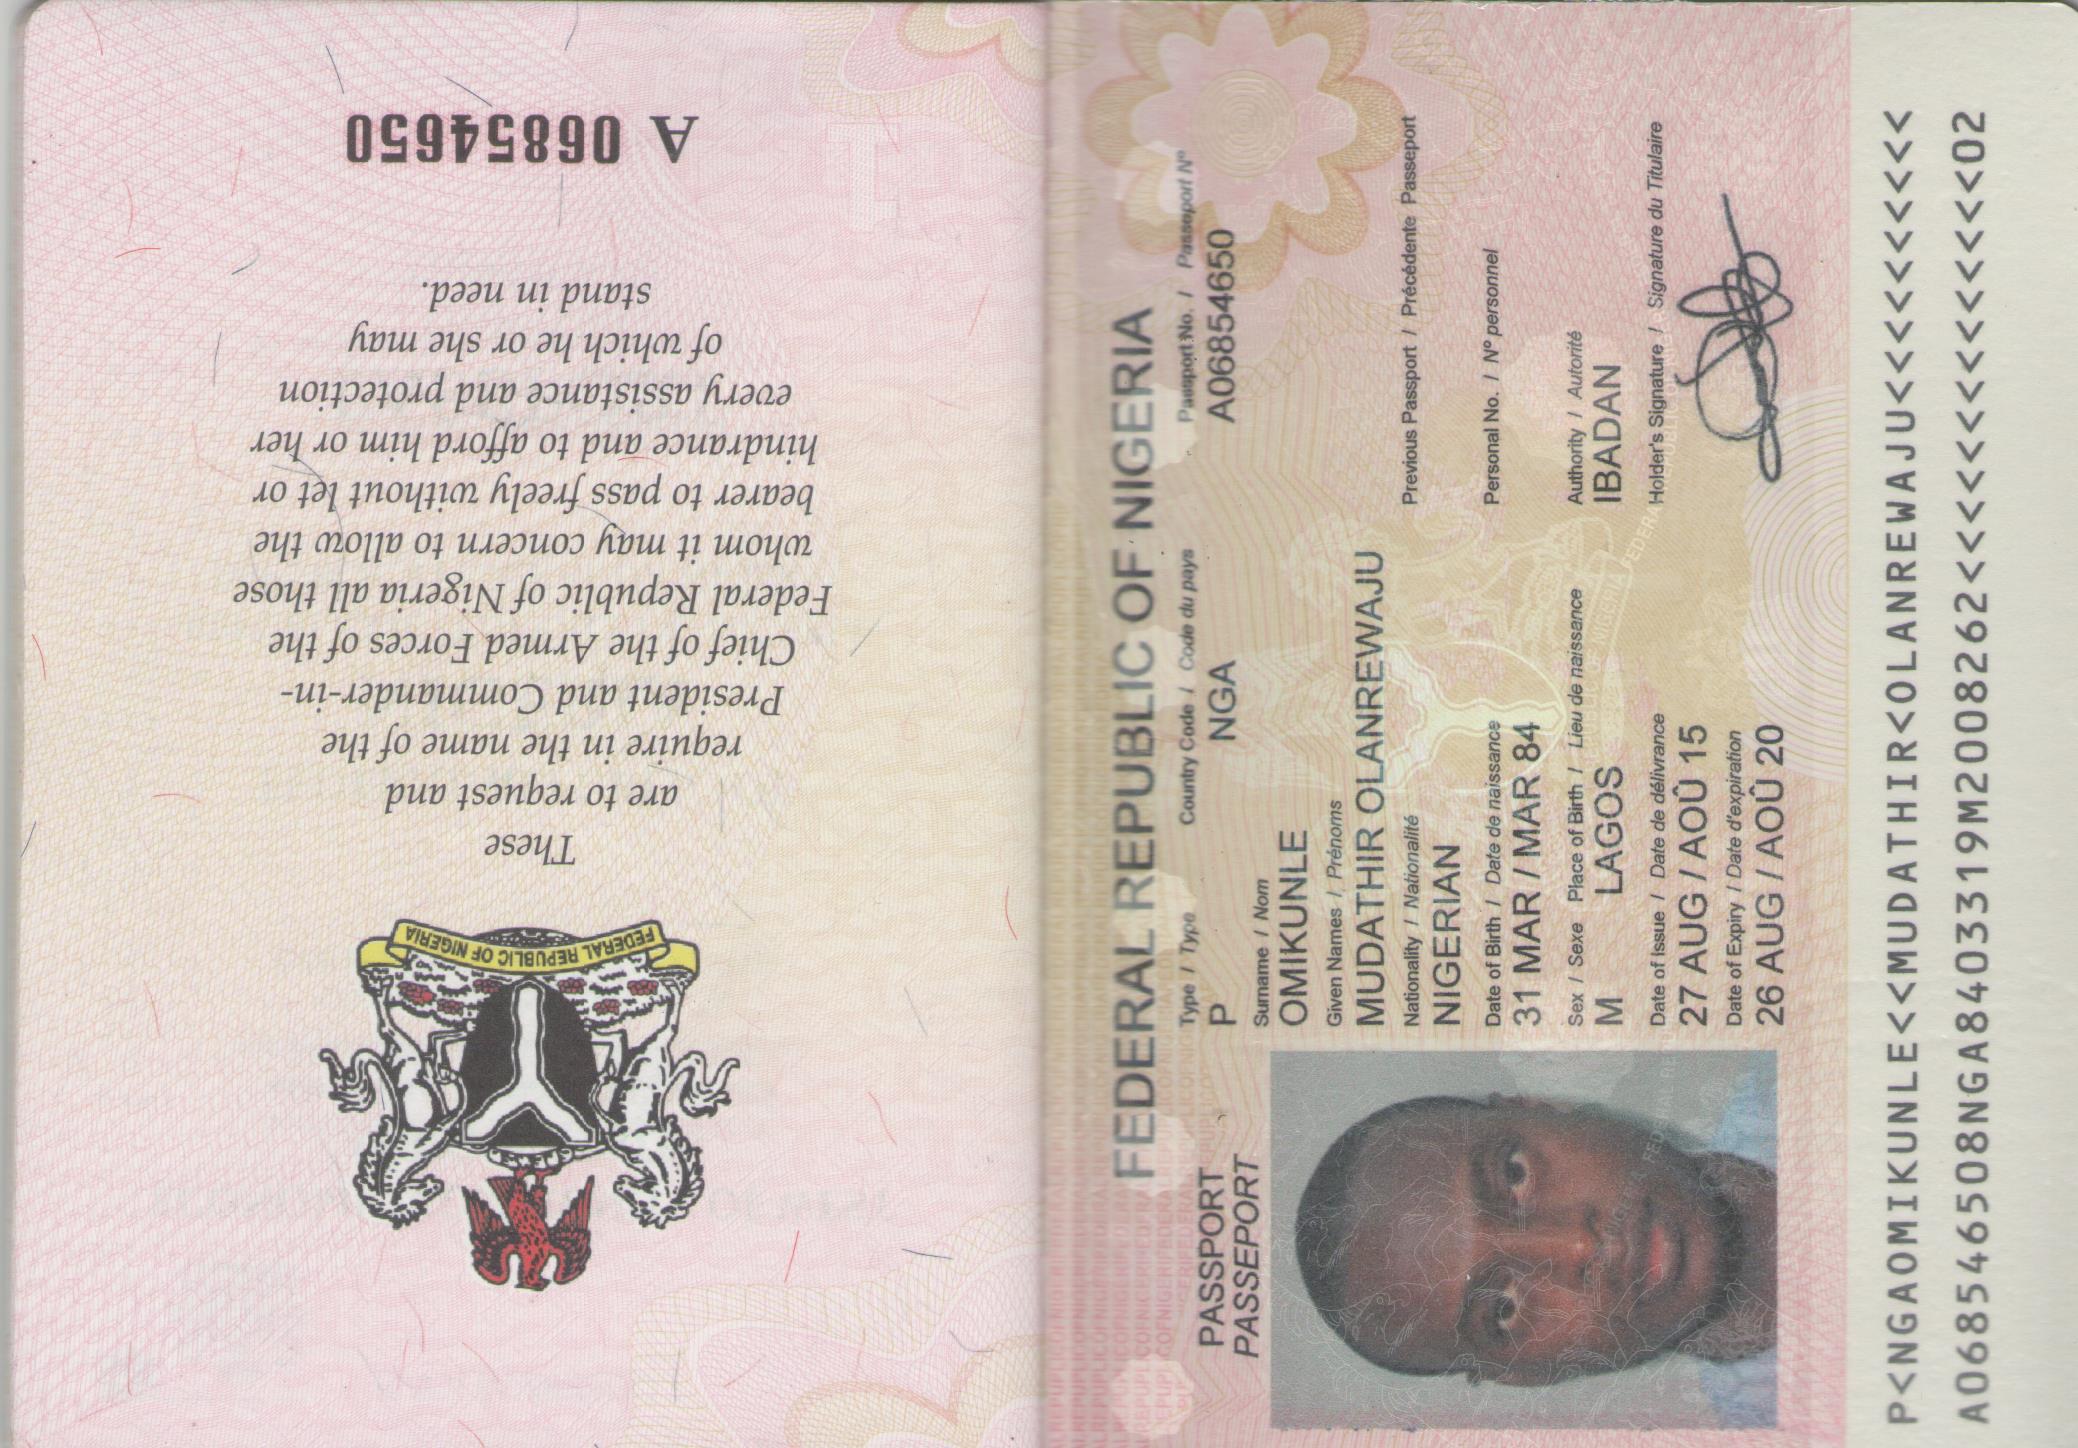 A 06854650
These
are to request and
require in the name of the
President and Commander-in-
Chief of the Armed Forces of the
Federal Republic of Nigeria all those
whom it may concern to allow the
bearer to pass freely without let or
hindrance and to afford him or her
every assistance and protection
of which he or she may
stand in need.
FEDERAL REPUBLIC OF NIGERIA
FEDERAL REPUBLIC OF NIGERIA
PASSPORT
PASSEPORT
Type / Type
P
Country Code / Code du pays
NGA
Passport No. / Passeport Nº
A06854650
Surname / Nom
OMIKUNLE
Given Names / Prénoms
MUDATHIR OLANREWAJU
Nationality / Nationalité
NIGERIAN
Previous Passport / Précédente Passeport
Date of Birth / Date de naissance
31 MAR / MAR 84
Personal No. / Nº personnel
Sex / Sexe
M
Place of Birth / Lieu de naissance
LAGOS
Authority / Autorité
IBADAN
Date of Issue / Date de délivrance
27 AUG / AOÛ 15
Holder's Signature / Signature du Titulaire
Date of Expiry / Date d'expiration
26 AUG / AOÛ 20
P<NGAOMIKUNLE<<MUDATHIR<OLANREWAJU<<<<<<<<<<
A068546508NGA8403319M2008262<<<<<<<<<<<<<<02